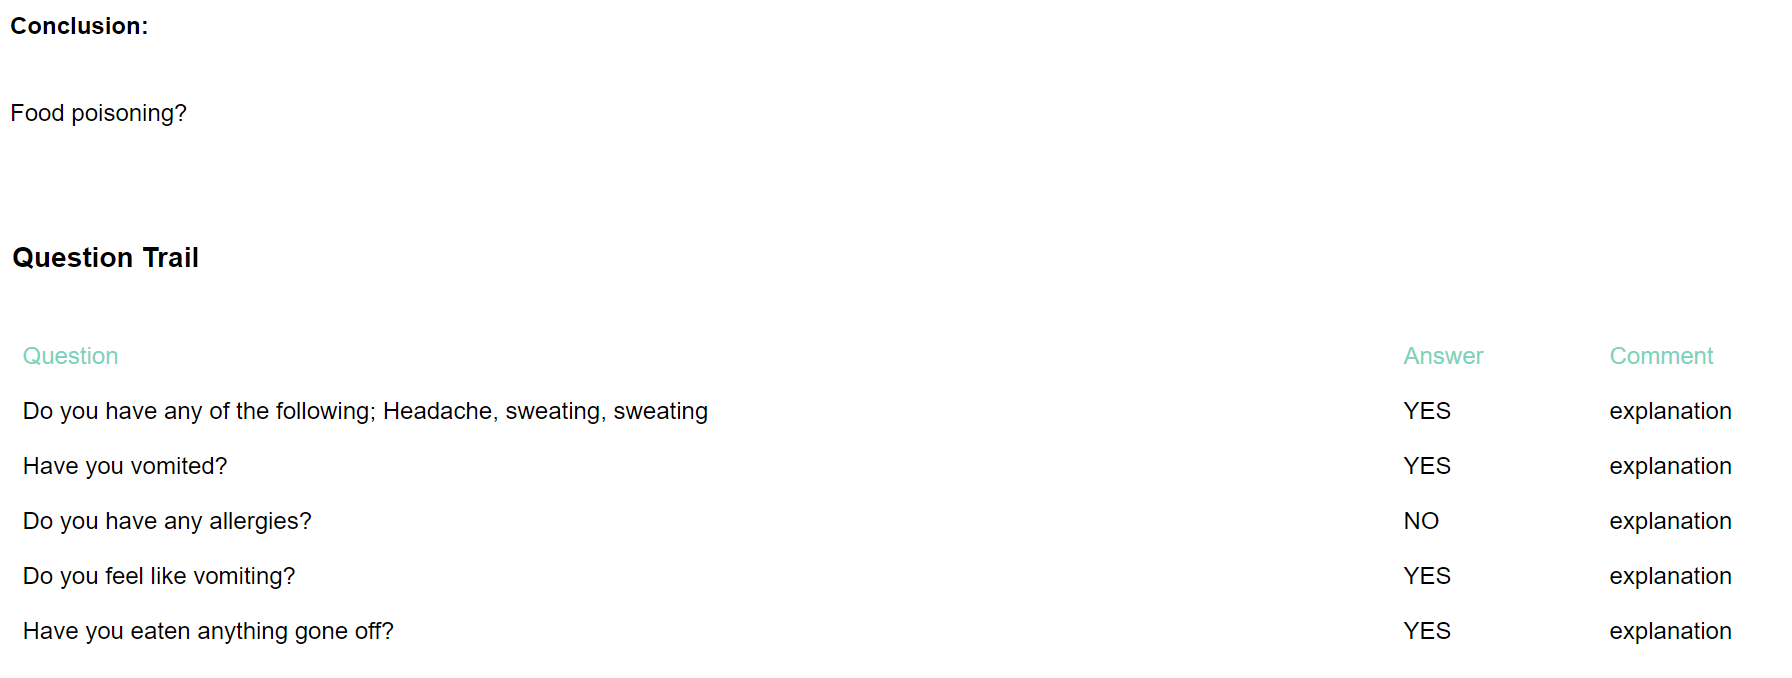 Conclusion:
Food poisoning?
Question Trail
Question Answer Comment
Do you have any of the following; Headache, sweating, sweating YES explanation
Have you vomited? YES explanation
Do you have any allergies? NO explanation
Do you feel like vomiting? YES explanation
Have you eaten anything gone off? YES explanation